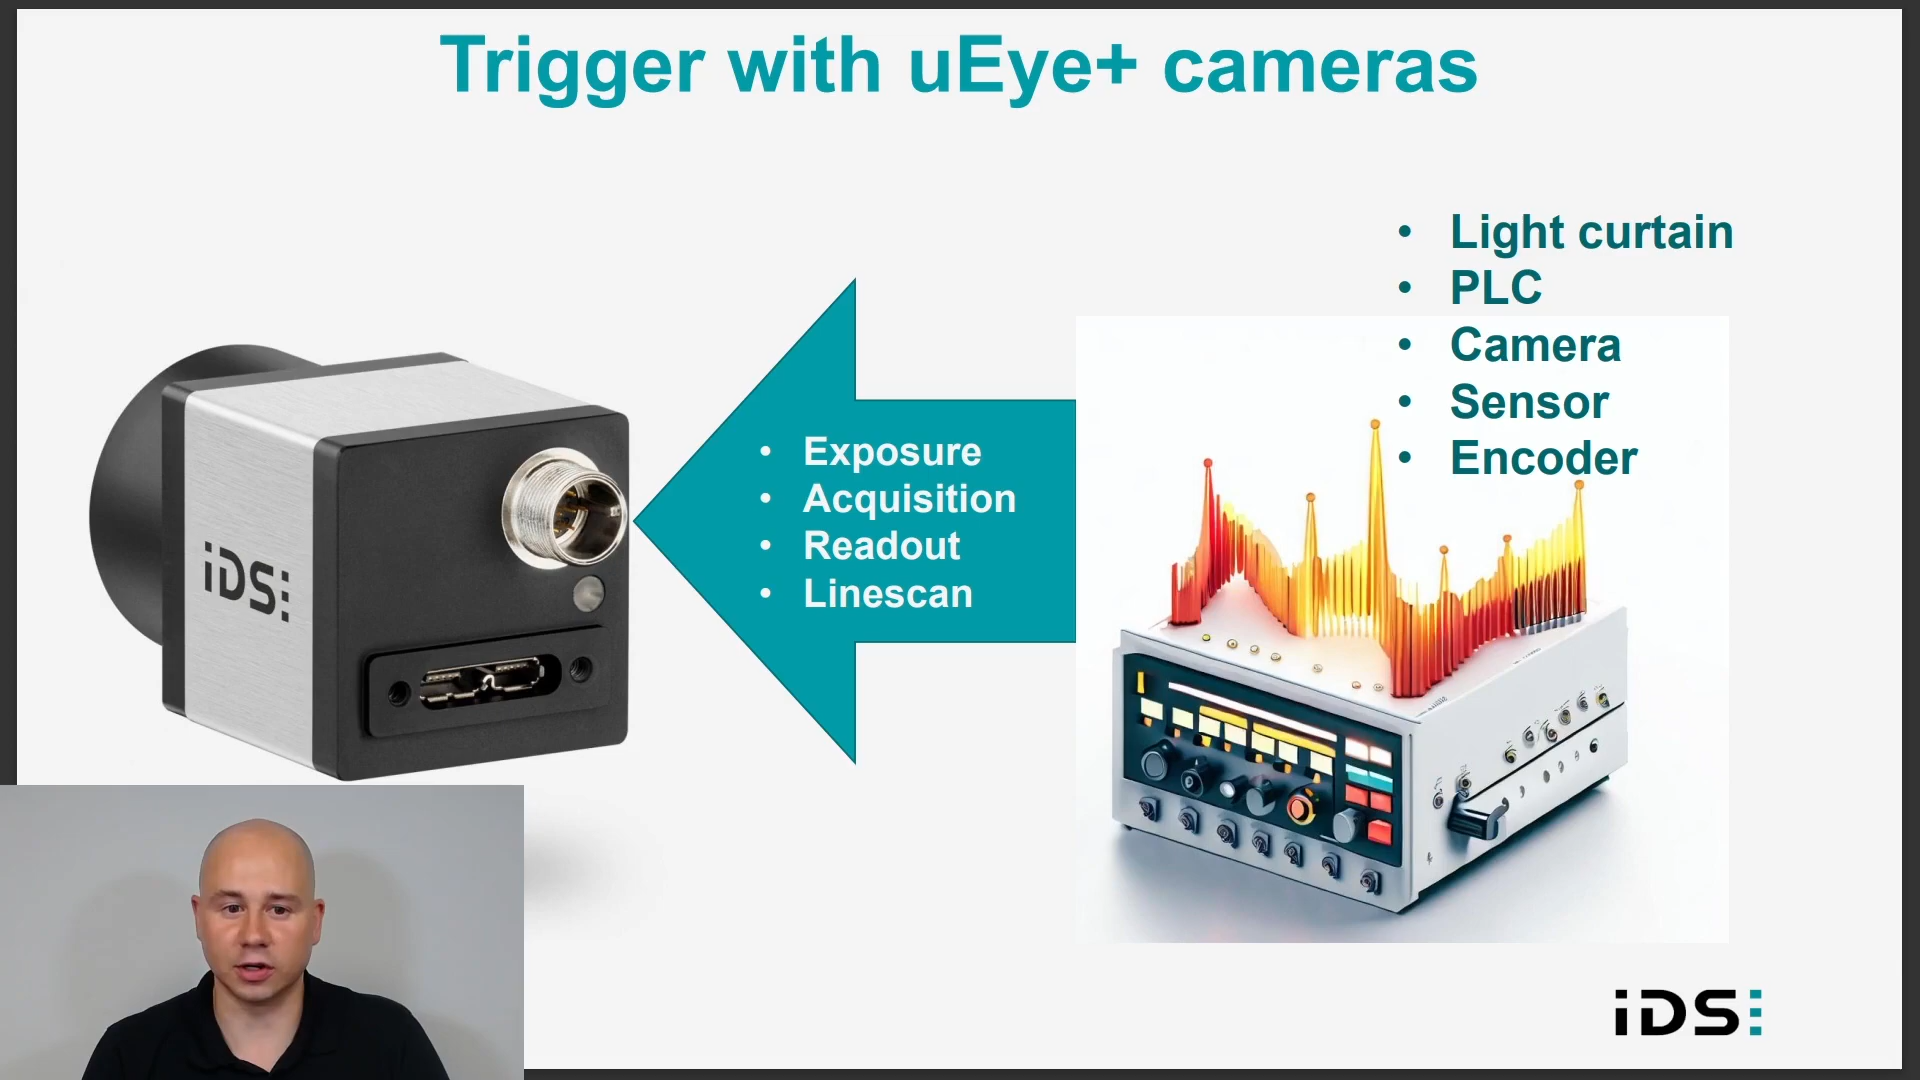 Trigger with uEye+ cameras
• Light curtain
• PLC
• Camera
• Sensor
• Encoder
• Exposure
• Acquisition
• Readout
• Linescan
iDS
iDS